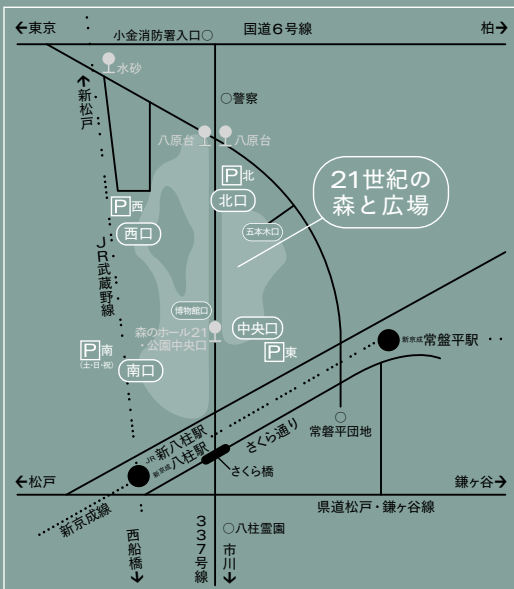 ←東京
小金消防署入口○
国道6号線
柏→
水砂
←新松戸
○警察
八原台
八原台
P北
北口
21世紀の
森と広場
P西
西口
五本木口
JR武蔵野線
博物館口
森のホール21
・公園中央口
中央口
P東
新京成常盤平駅
P南
(土・日・祝)
南口
○
常磐平団地
さくら通り
JR新八柱駅
新京成八柱駅
さくら橋
←松戸
鎌ヶ谷→
新京成線
県道松戸・鎌ヶ谷線
西船橋→
337号線
○八柱霊園
市川→